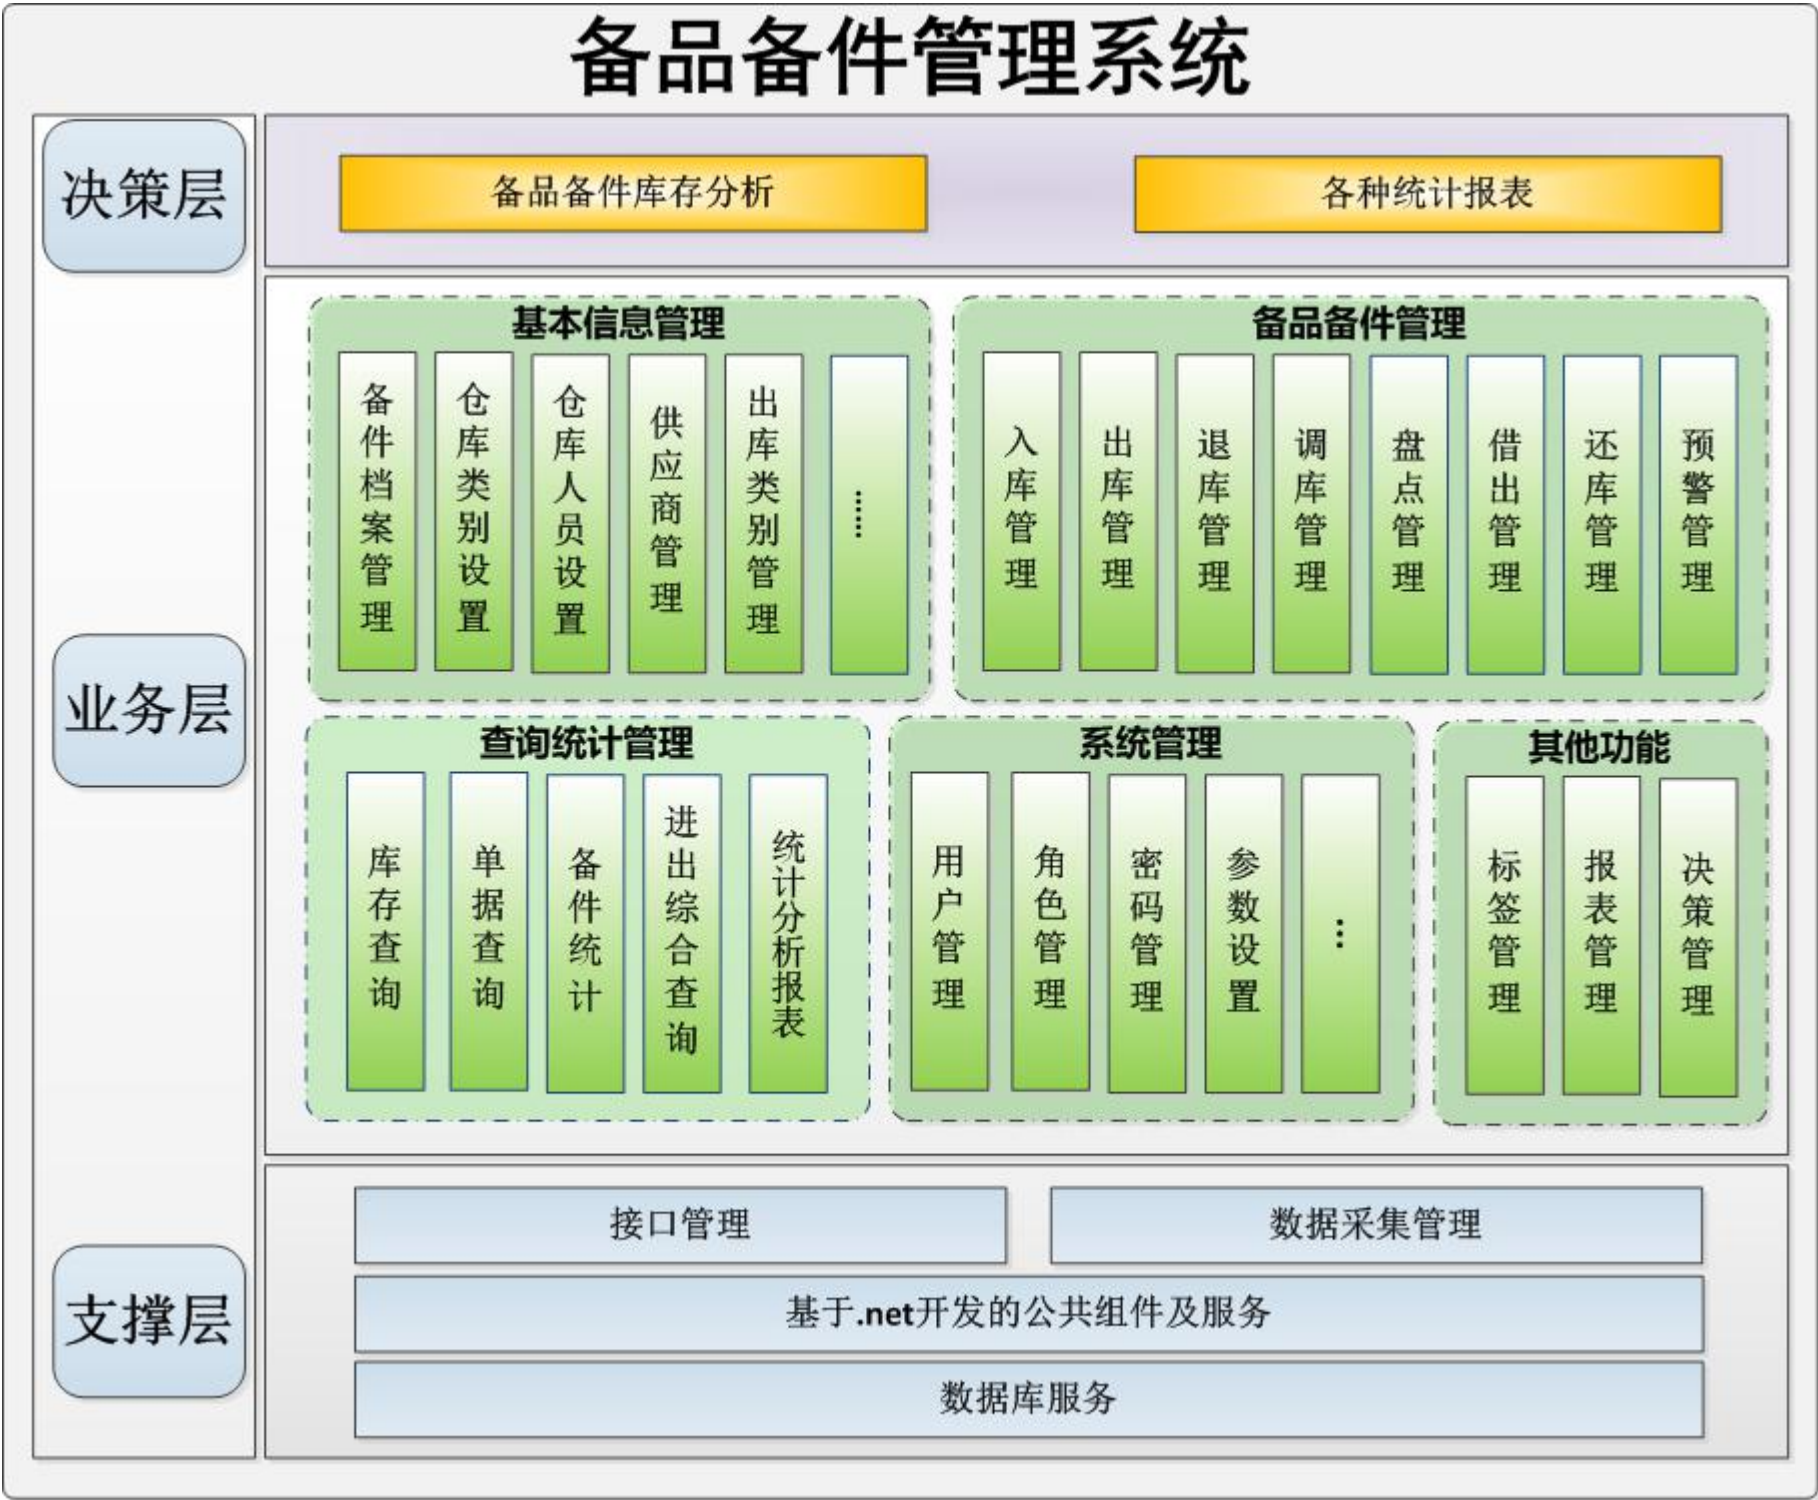 备品备件管理系统
决策层
备品备件库存分析
各种统计报表
业务层
基本信息管理
备件档案管理
仓库类别设置
仓库人员设置
供应商管理
出库类别管理
……
备品备件管理
入库管理
出库管理
退库管理
调库管理
盘点管理
借出管理
还库管理
预警管理
查询统计管理
库存查询
单据查询
备件统计
进出综合查询
统计分析报表
系统管理
用户管理
角色管理
密码管理
参数设置
…
其他功能
标签管理
报表管理
决策管理
支撑层
接口管理
数据采集管理
基于.net开发的公共组件及服务
数据库服务